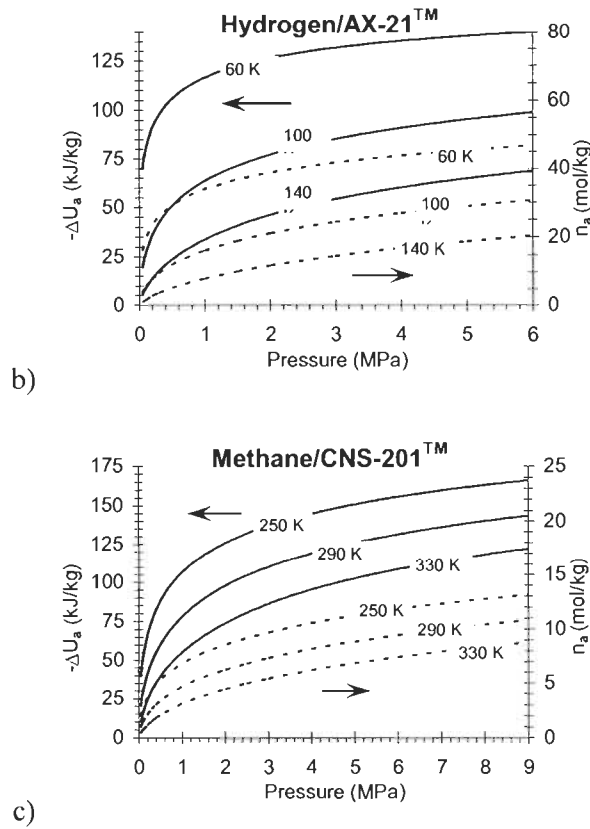 Hydrogen/AX-21™
-ΔUa (kJ/kg)
125
100
75
50
25
0
80
60
40
20
0
na (mol/kg)
60 K
100
140
60 K
100
140 K
0 1 2 3 4 5 6
Pressure (MPa)
b)
Methane/CNS-201™
-ΔUa (kJ/kg)
175
150
125
100
75
50
25
0
25
20
15
10
5
0
na (mol/kg)
250 K
290 K
330 K
250 K
290 K
330 K
0 1 2 3 4 5 6 7 8 9
Pressure (MPa)
c)